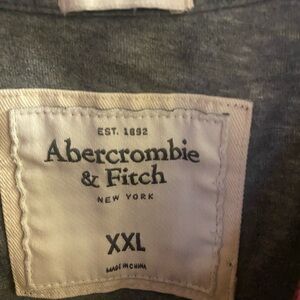 EST. 1892
Abercrombie
& Fitch
NEW YORK
XXL
MADE IN CHINA